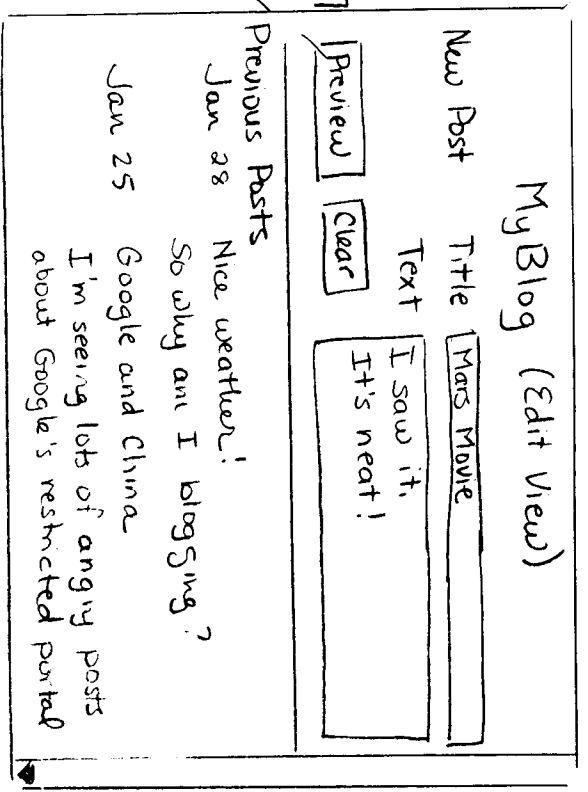 MyBlog (Edit View)
New Post Title Mars Movie
Text I saw it.
It's neat!
Preview Clear
Previous Posts
Jan 28 Nice weather!
So why am I blogging?
Jan 25 Google and China
I'm seeing lots of angry posts
about Google's restricted portal